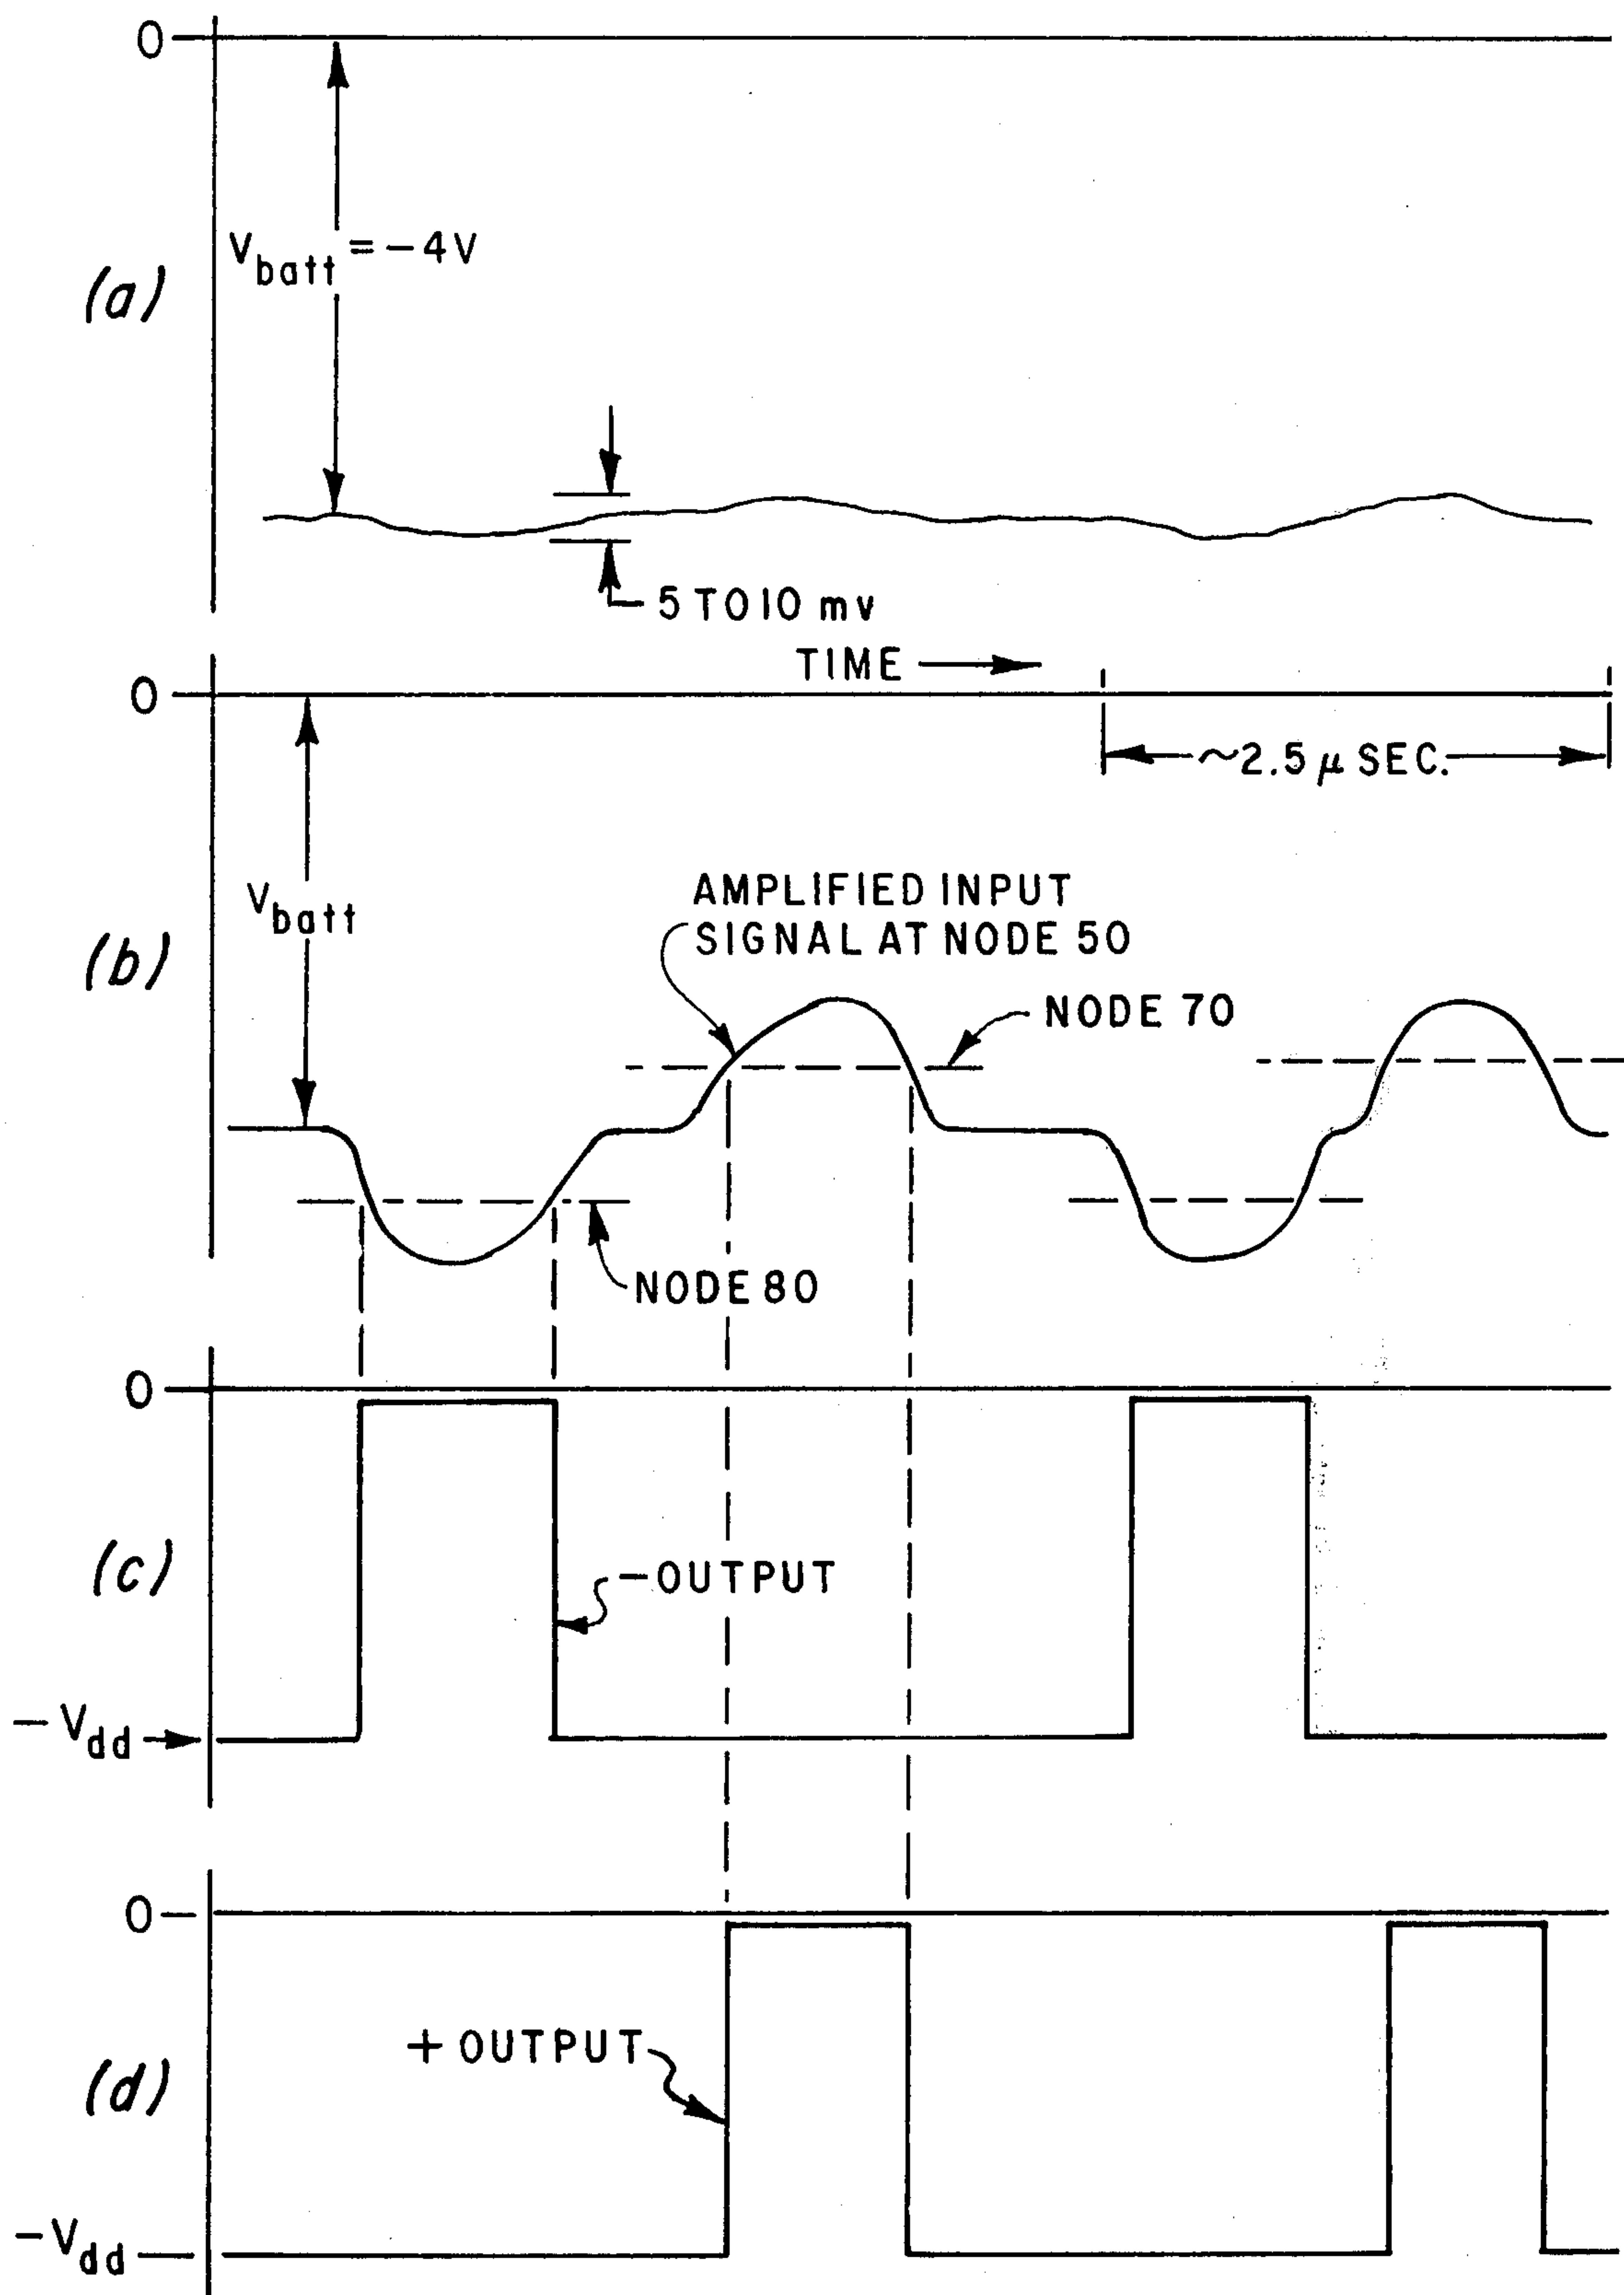 0
V_batt = -4V
(a)
5 TO 10 mv
TIME
0
~2.5 μ SEC.
V_batt
AMPLIFIED INPUT
SIGNAL AT NODE 50
(b)
NODE 70
NODE 80
0
(c)
-OUTPUT
-V_dd
0
+ OUTPUT
(d)
-V_dd